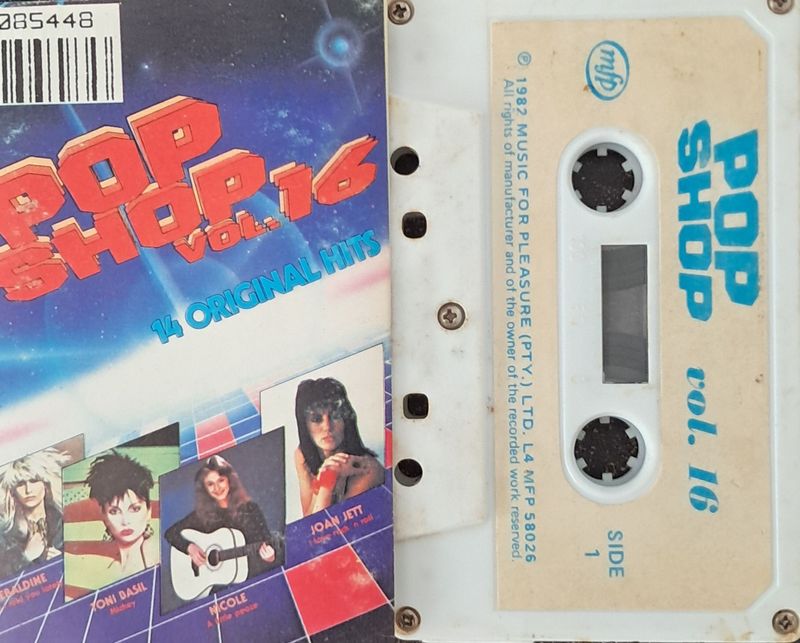 085448
POP
SHOP
VOL. 16
14 ORIGINAL HITS
TONI BASIL
Mickey
NICOLE
A little peace
JOAN JETT
I love rock 'n roll
mfp
℗ 1982 MUSIC FOR PLEASURE (PTY.) LTD. L4 MFP 58026
All rights of manufacturer and of the owner of the recorded work reserved.
POP
SHOP
vol. 16
SIDE
1